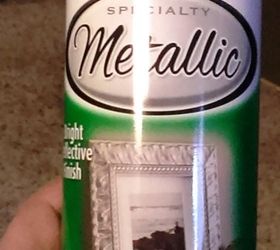 SPECIALTY
Metallic
bright
reflective
finish